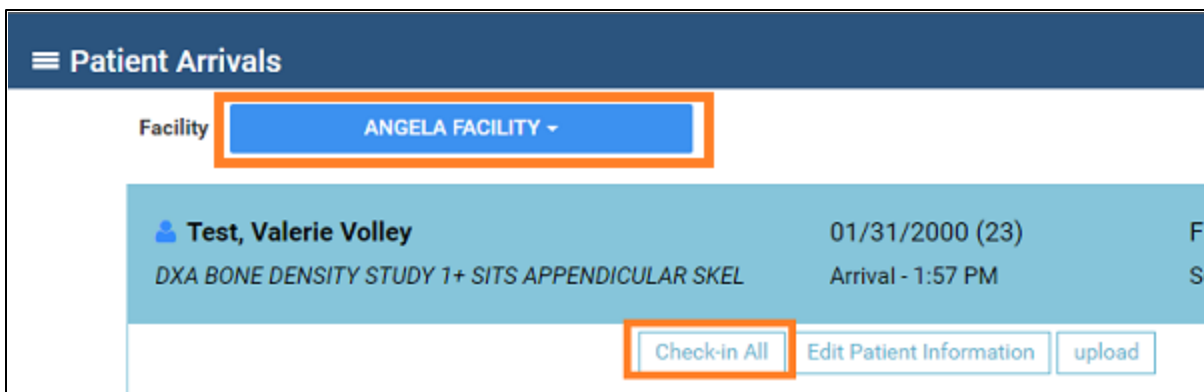 Patient Arrivals
Facility ANGELA FACILITY
Test, Valerie Volley 01/31/2000 (23) F
DXA BONE DENSITY STUDY 1+ SITS APPENDICULAR SKEL Arrival - 1:57 PM S
Check-in All Edit Patient Information upload